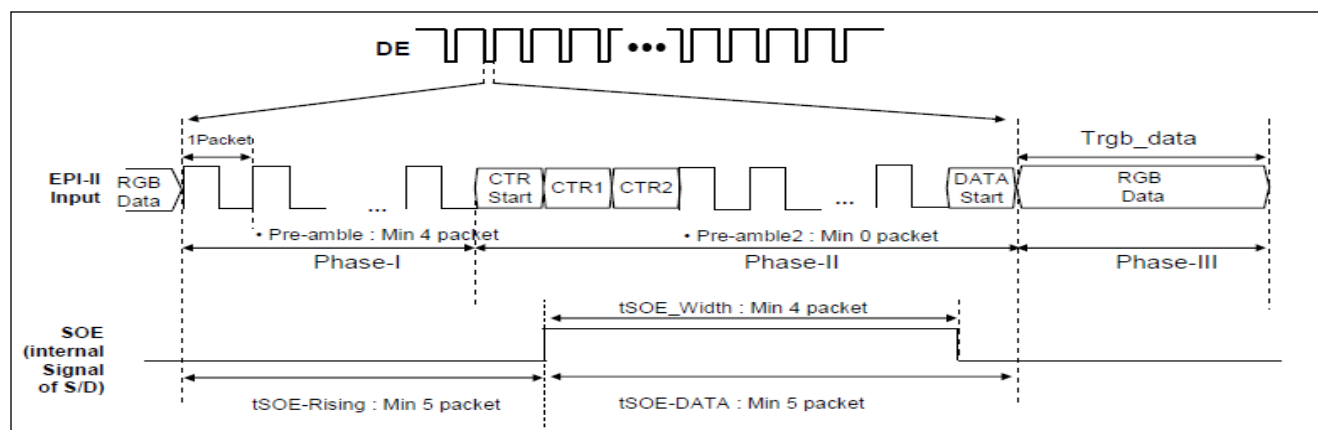 DE
1Packet
Trgb_data
EPI-II
Input
RGB
Data
...
CTR
Start
CTR1
CTR2
...
DATA
Start
RGB
Data
• Pre-amble : Min 4 packet
• Pre-amble2 : Min 0 packet
Phase-I
Phase-II
Phase-III
tSOE_Width : Min 4 packet
SOE
(internal
Signal
of S/D)
tSOE-Rising : Min 5 packet
tSOE-DATA : Min 5 packet